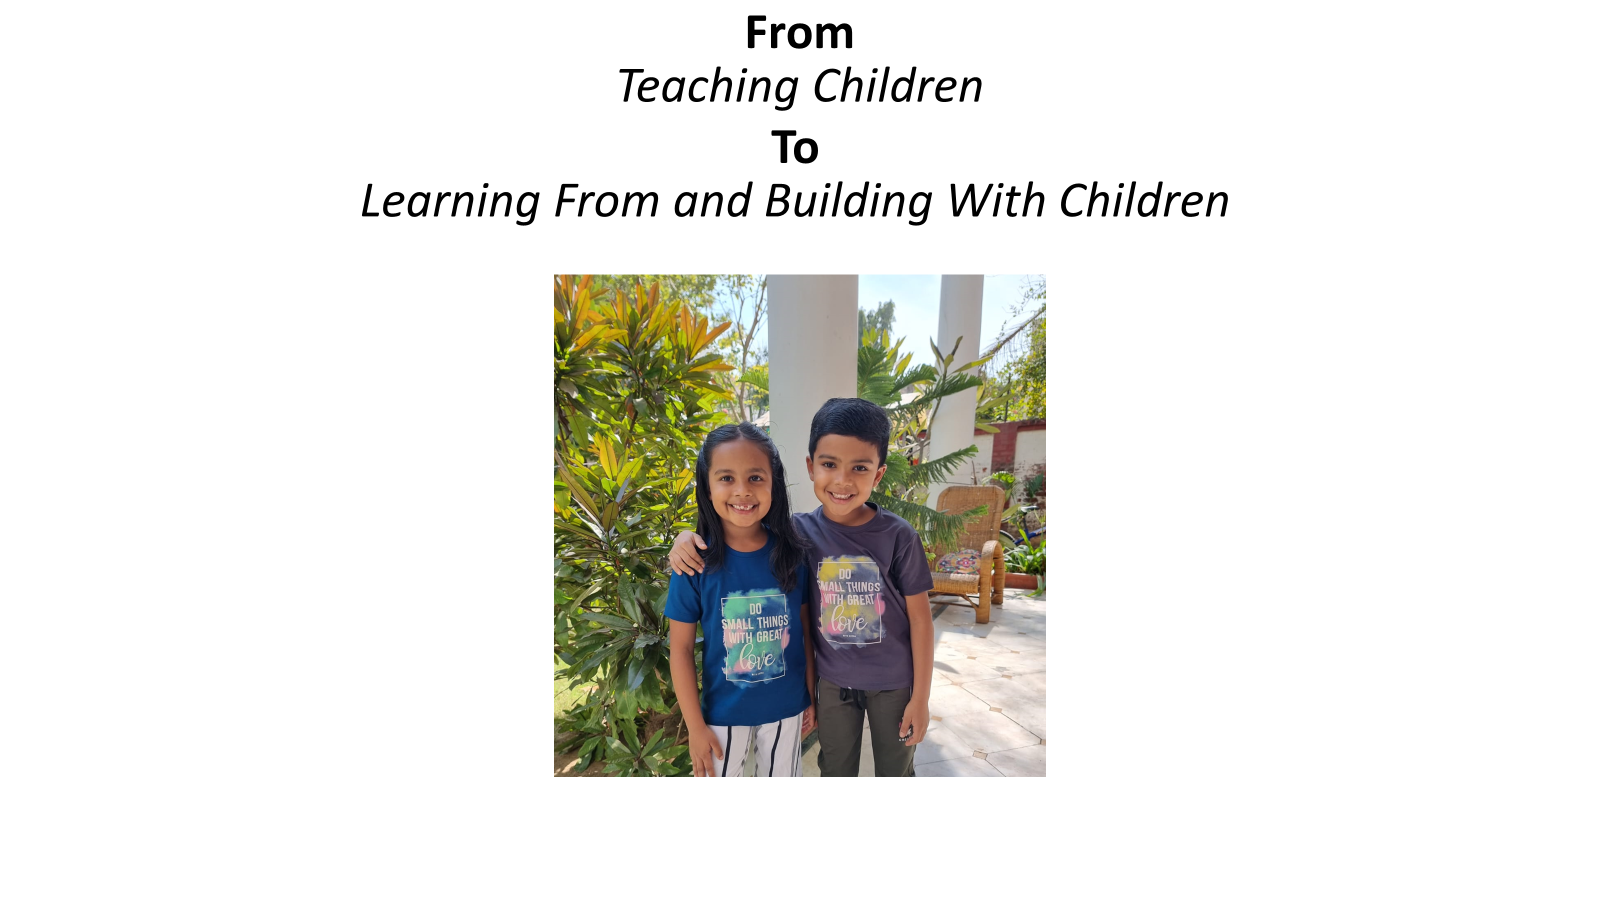 From
Teaching Children
To
Learning From and Building With Children
DO
SMALL THINGS
WITH GREAT
love
DO
SMALL THINGS
WITH GREAT
love